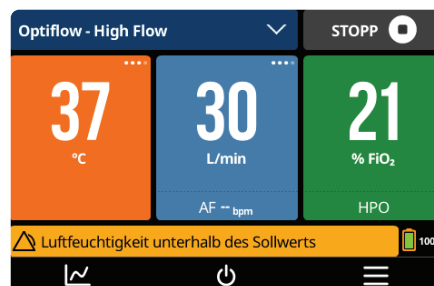 Optiflow - High Flow
STOPP
37
°C
30
L/min
AF -- bpm
21
% FiO₂
HPO
Luftfeuchtigkeit unterhalb des Sollwerts
100